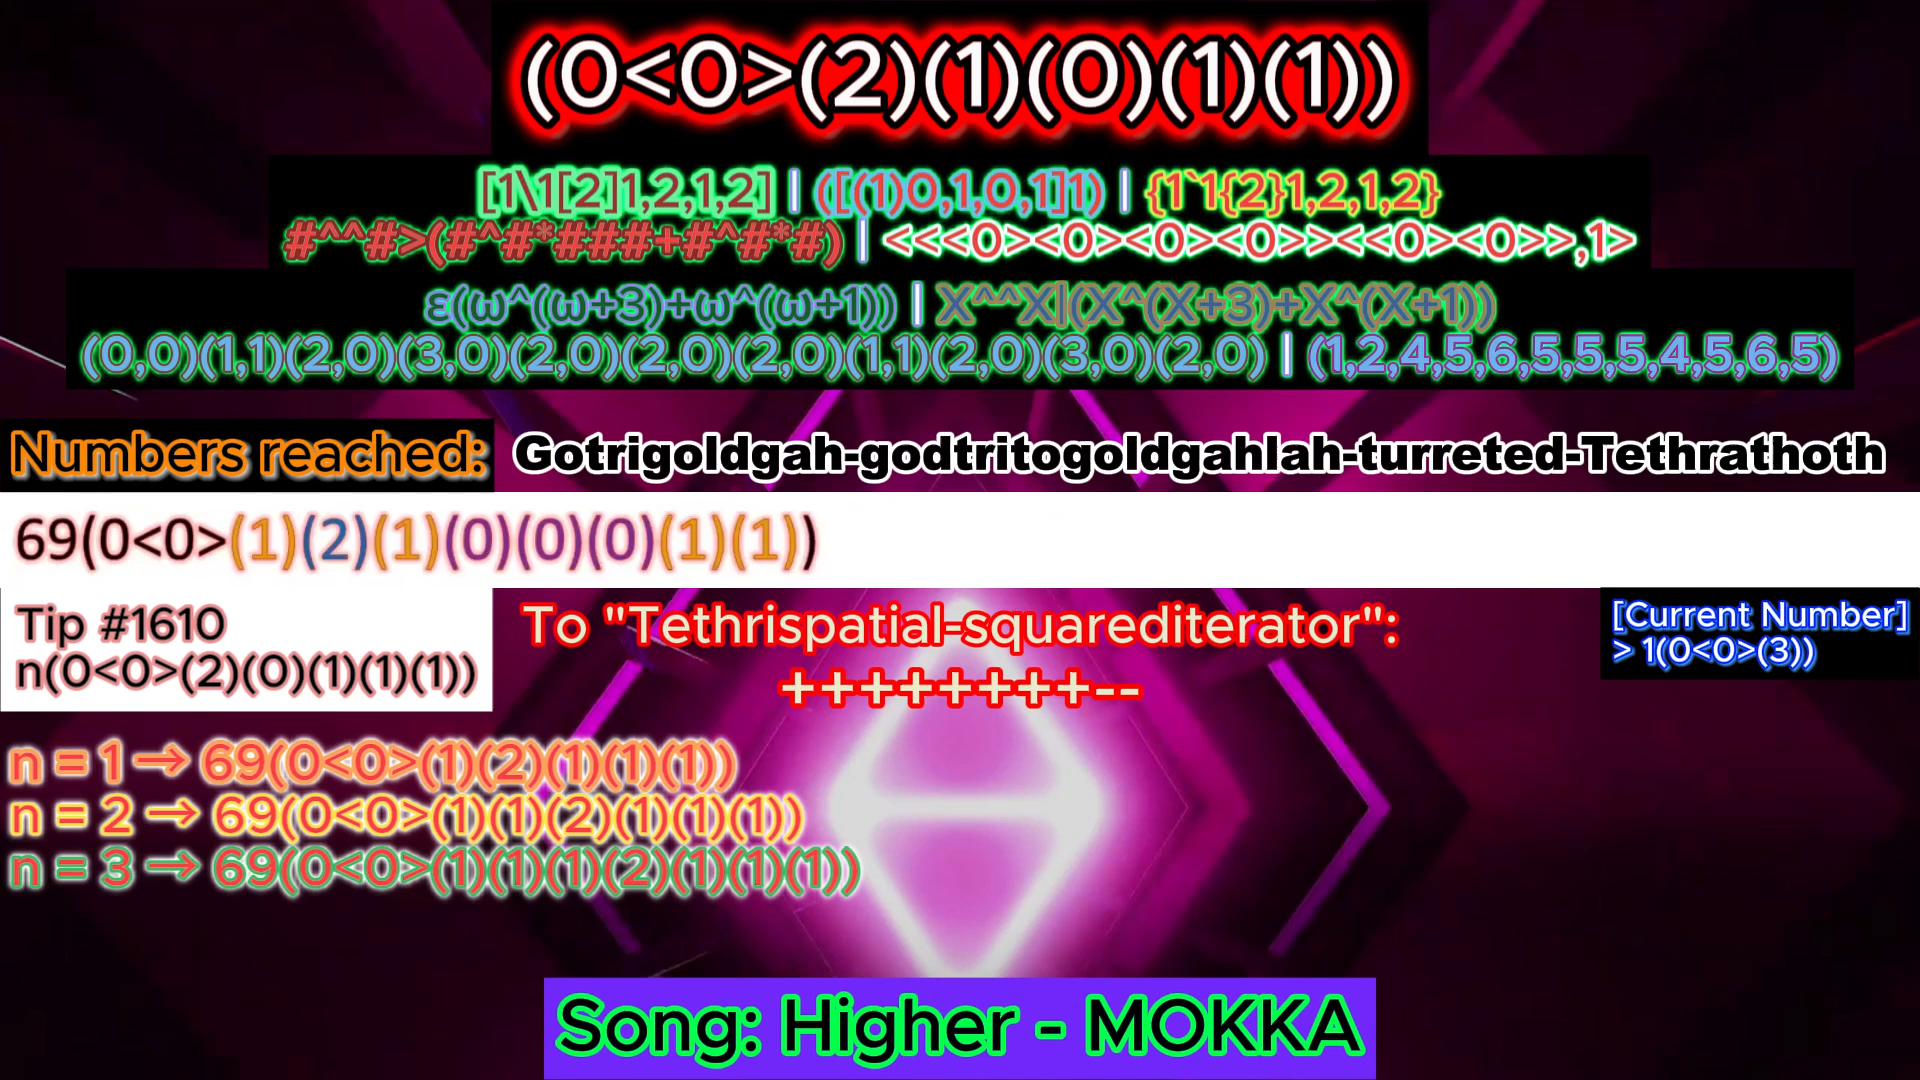 (0<0>(2)(1)(0)(1)(1))
[1\1[2]1,2,1,2] | ([(1)0,1,0,1]1) | {1`1{2}1,2,1,2}
#^^#>(#^#*###+#^#*#) | <<<0><0><0><0>><<0><0>>,1>
ε(ω^(ω+3)+ω^(ω+1)) | X^^X|(X^(X+3)+X^(X+1))
(0,0)(1,1)(2,0)(3,0)(2,0)(2,0)(2,0)(1,1)(2,0)(3,0)(2,0) | (1,2,4,5,6,5,5,5,4,5,6,5)
Numbers reached: Gotrigoldgah-godtritogoldgahlah-turreted-Tethrathoth
69(0<0>(1)(2)(1)(0)(0)(0)(1)(1))
Tip #1610
n(0<0>(2)(0)(1)(1)(1))
To "Tethrispatial-squarediterator":
++++++++--
[Current Number]
> 1(0<0>(3))
n = 1 → 69(0<0>(1)(2)(1)(1)(1))
n = 2 → 69(0<0>(1)(1)(2)(1)(1)(1))
n = 3 → 69(0<0>(1)(1)(1)(2)(1)(1)(1))
Song: Higher - MOKKA